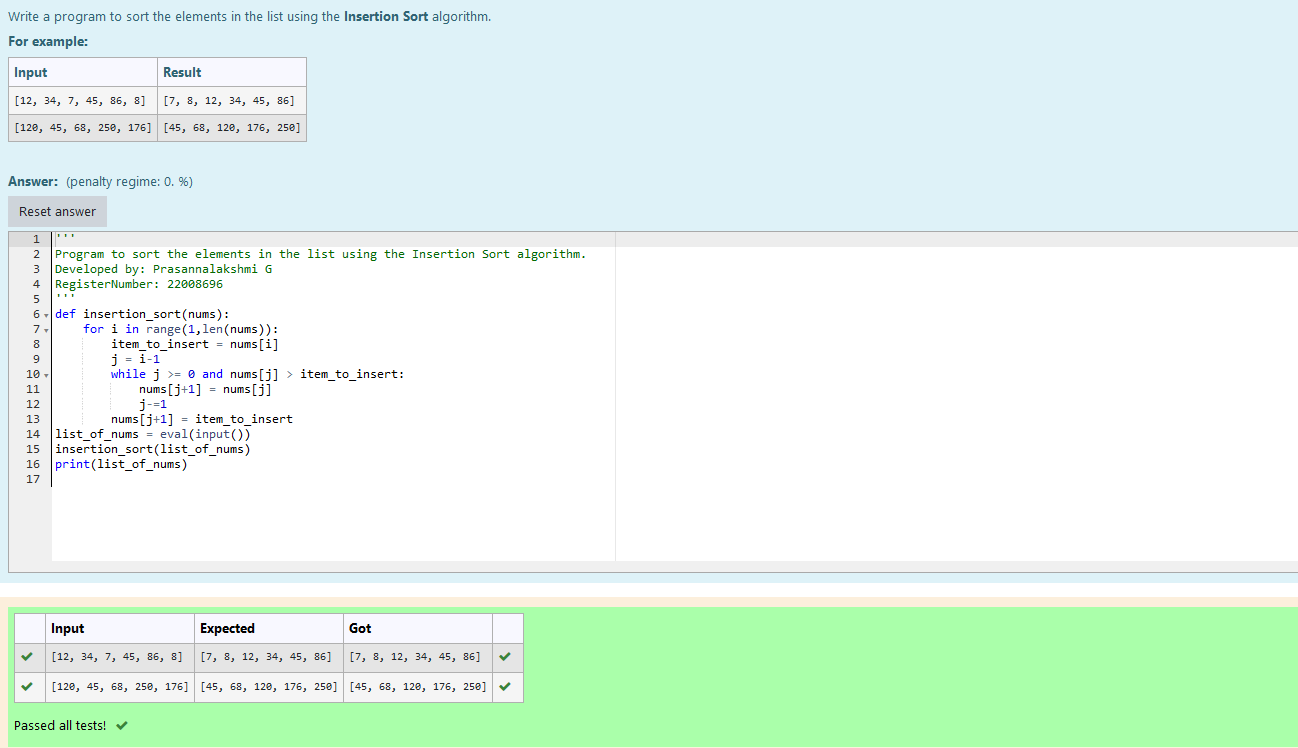 Write a program to sort the elements in the list using the Insertion Sort algorithm.
For example:
Input Result
[12, 34, 7, 45, 86, 8] [7, 8, 12, 34, 45, 86]
[120, 45, 68, 250, 176] [45, 68, 120, 176, 250]
Answer: (penalty regime: 0. %)
Reset answer
1 '''
2 Program to sort the elements in the list using the Insertion Sort algorithm.
3 Developed by: Prasannalakshmi G
4 RegisterNumber: 22008696
5 '''
6 def insertion_sort(nums):
7     for i in range(1,len(nums)):
8         item_to_insert = nums[i]
9         j = i-1
10         while j >= 0 and nums[j] > item_to_insert:
11             nums[j+1] = nums[j]
12             j-=1
13         nums[j+1] = item_to_insert
14 list_of_nums = eval(input())
15 insertion_sort(list_of_nums)
16 print(list_of_nums)
17
Input Expected Got
[12, 34, 7, 45, 86, 8] [7, 8, 12, 34, 45, 86] [7, 8, 12, 34, 45, 86]
[120, 45, 68, 250, 176] [45, 68, 120, 176, 250] [45, 68, 120, 176, 250]
Passed all tests!